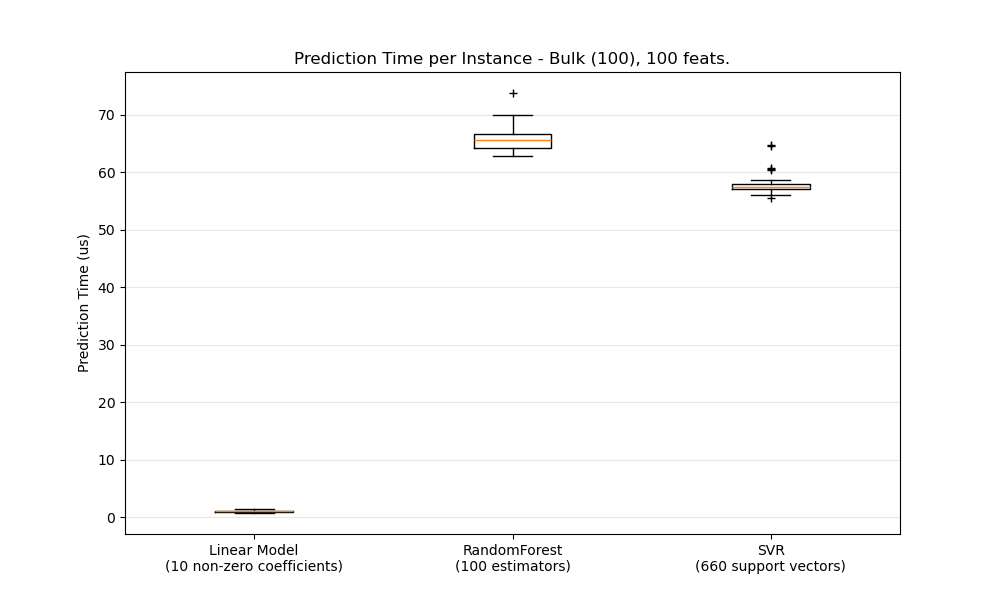 Prediction Time per Instance - Bulk (100), 100 feats.
Prediction Time (us)
70
60
50
40
30
20
10
0
Linear Model
(10 non-zero coefficients)
RandomForest
(100 estimators)
SVR
(660 support vectors)